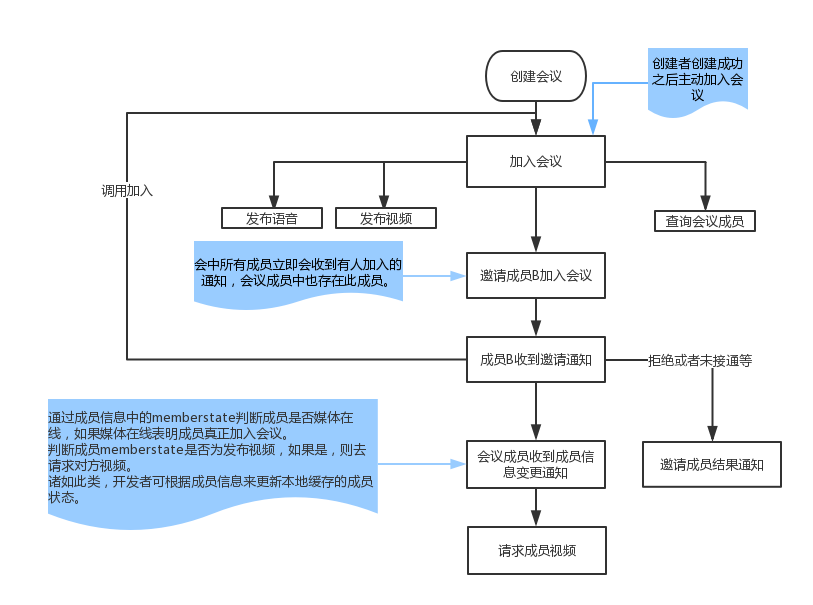 创建会议
创建者创建成功
之后主动加入会
议
加入会议
调用加入
发布语音
发布视频
查询会议成员
会中所有成员立即会收到有人加入的
通知，会议成员中也存在此成员。
邀请成员B加入会议
成员B收到邀请通知
拒绝或者未接通等
通过成员信息中的memberstate判断成员是否媒体在
线，如果媒体在线表明成员真正加入会议。
判断成员memberstate是否为发布视频，如果是，则去
请求对方视频。
诸如此类，开发者可根据成员信息来更新本地缓存的成员
状态。
会议成员收到成员信
息变更通知
邀请成员结果通知
请求成员视频